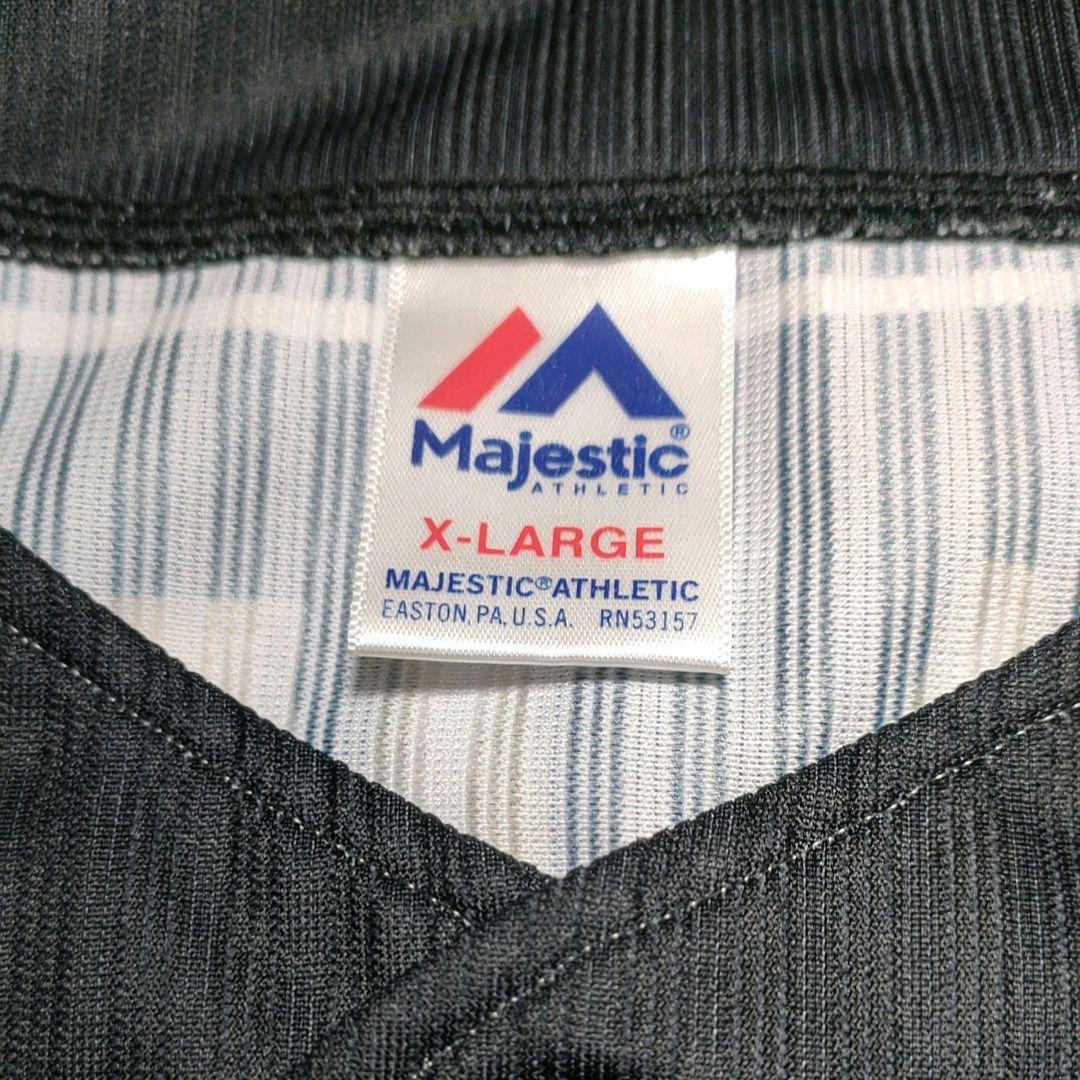 Majestic®
ATHLETIC
X-LARGE
MAJESTIC®ATHLETIC
EASTON, PA, U.S.A. RN53157